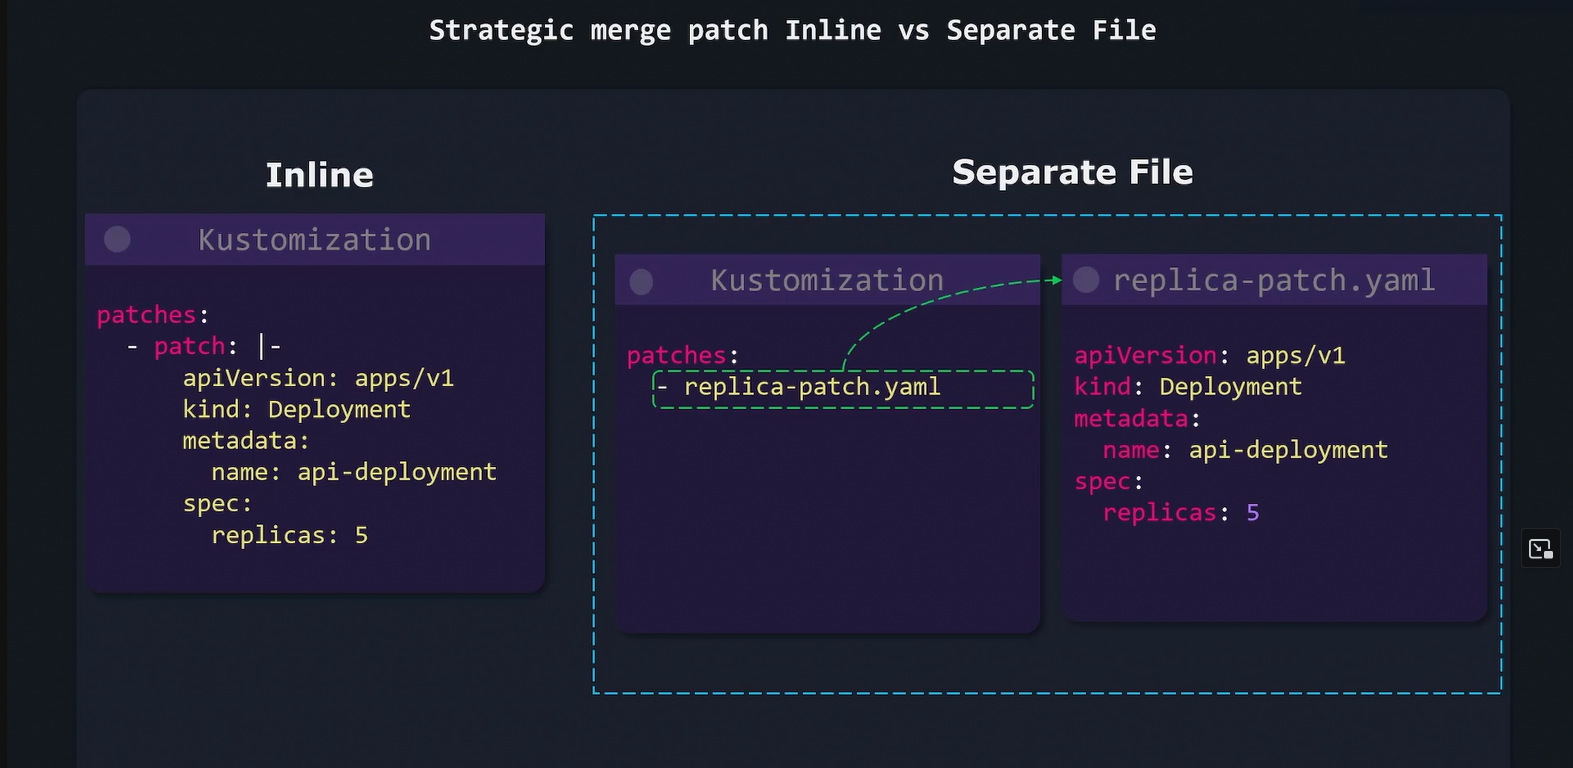 Strategic merge patch Inline vs Separate File
Inline
Kustomization
patches:
  - patch: |-
      apiVersion: apps/v1
      kind: Deployment
      metadata:
        name: api-deployment
      spec:
        replicas: 5
Separate File
Kustomization
patches:
  - replica-patch.yaml
replica-patch.yaml
apiVersion: apps/v1
kind: Deployment
metadata:
  name: api-deployment
spec:
  replicas: 5